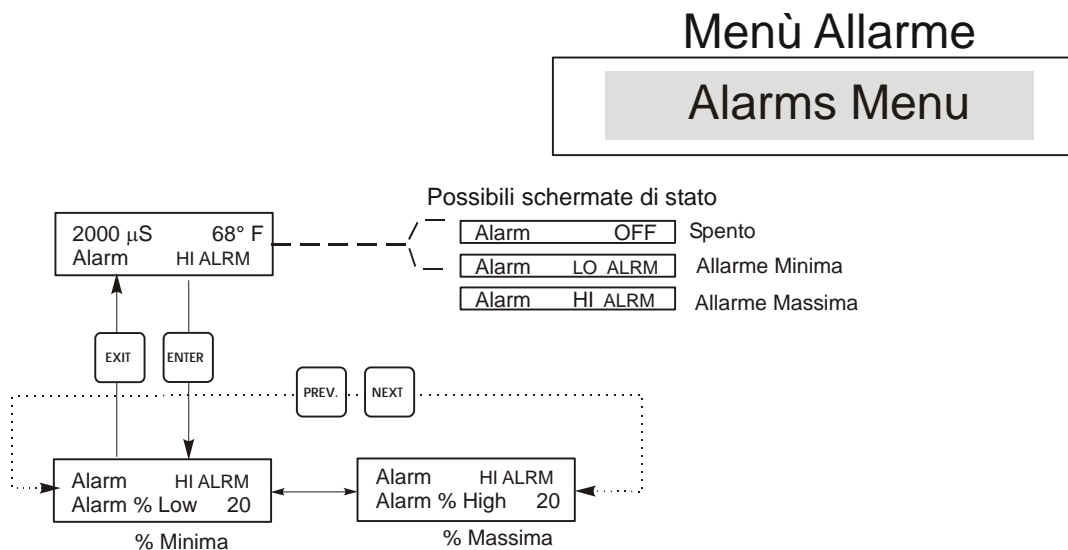 Menù Allarme
Alarms Menu
Possibili schermate di stato
2000 µS 68° F
Alarm HI ALRM
Alarm OFF Spento
Alarm LO ALRM Allarme Minima
Alarm HI ALRM Allarme Massima
EXIT ENTER
PREV. NEXT
Alarm HI ALRM
Alarm % Low 20
% Minima
Alarm HI ALRM
Alarm % High 20
% Massima